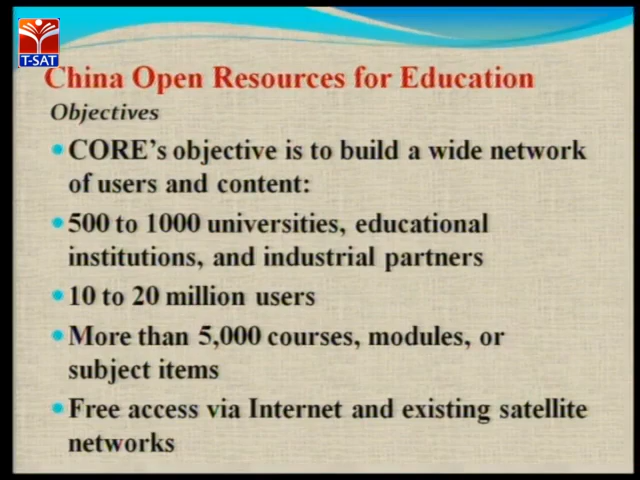 T-SAT
China Open Resources for Education
Objectives
CORE's objective is to build a wide network
of users and content:
500 to 1000 universities, educational
institutions, and industrial partners
10 to 20 million users
More than 5,000 courses, modules, or
subject items
Free access via Internet and existing satellite
networks